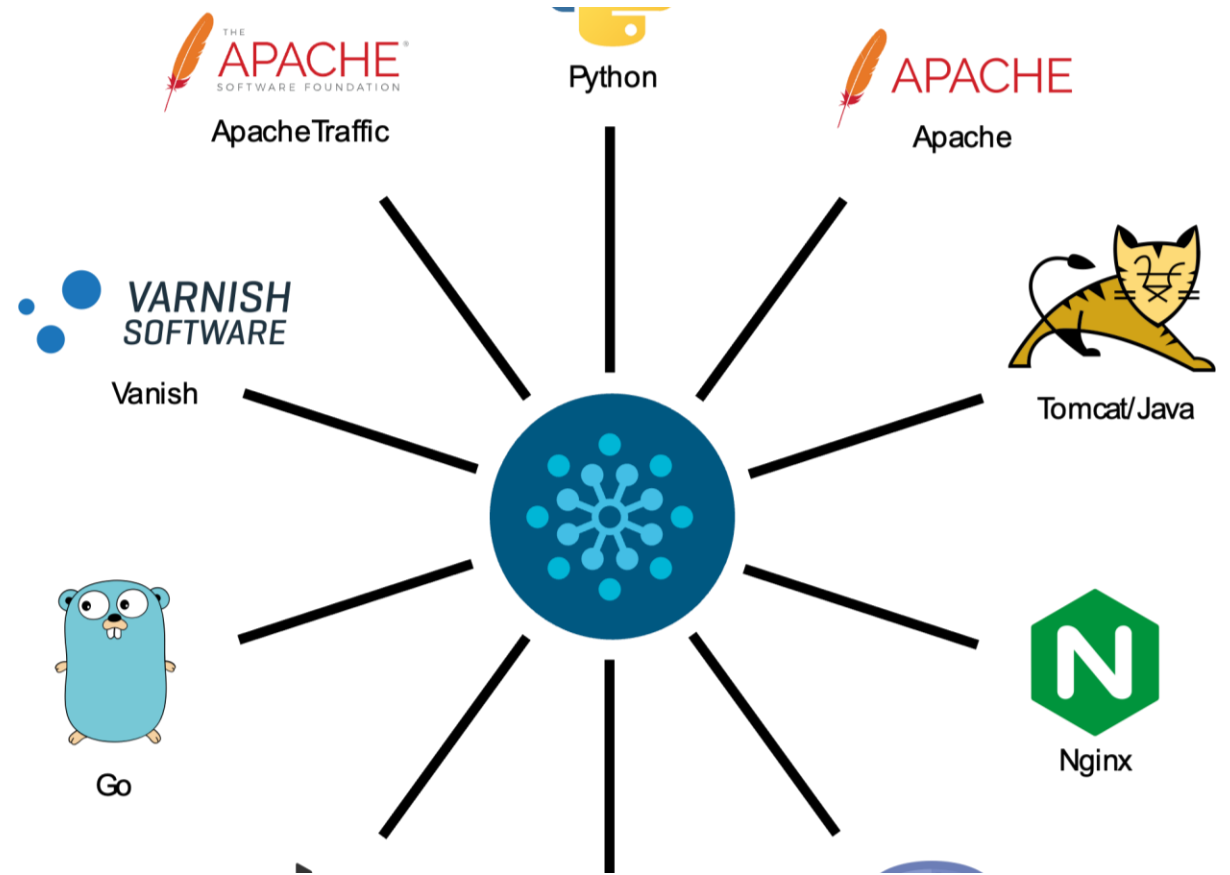 THE
APACHE®
SOFTWARE FOUNDATION
ApacheTraffic
Python
APACHE
Apache
VARNISH
SOFTWARE
Vanish
Tomcat/Java
Go
N
Nginx